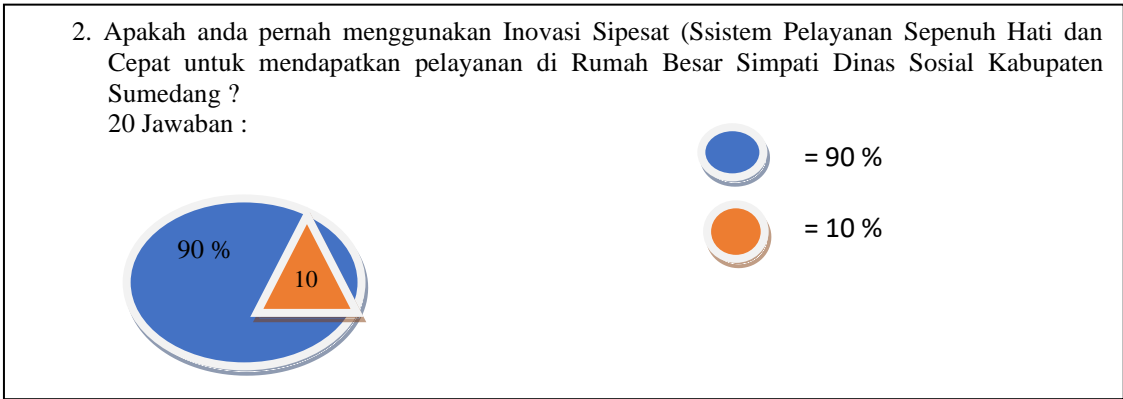 2. Apakah anda pernah menggunakan Inovasi Sipesat (Ssistem Pelayanan Sepenuh Hati dan
Cepat untuk mendapatkan pelayanan di Rumah Besar Simpati Dinas Sosial Kabupaten
Sumedang ?
20 Jawaban :
= 90 %
= 10 %
90 %
10